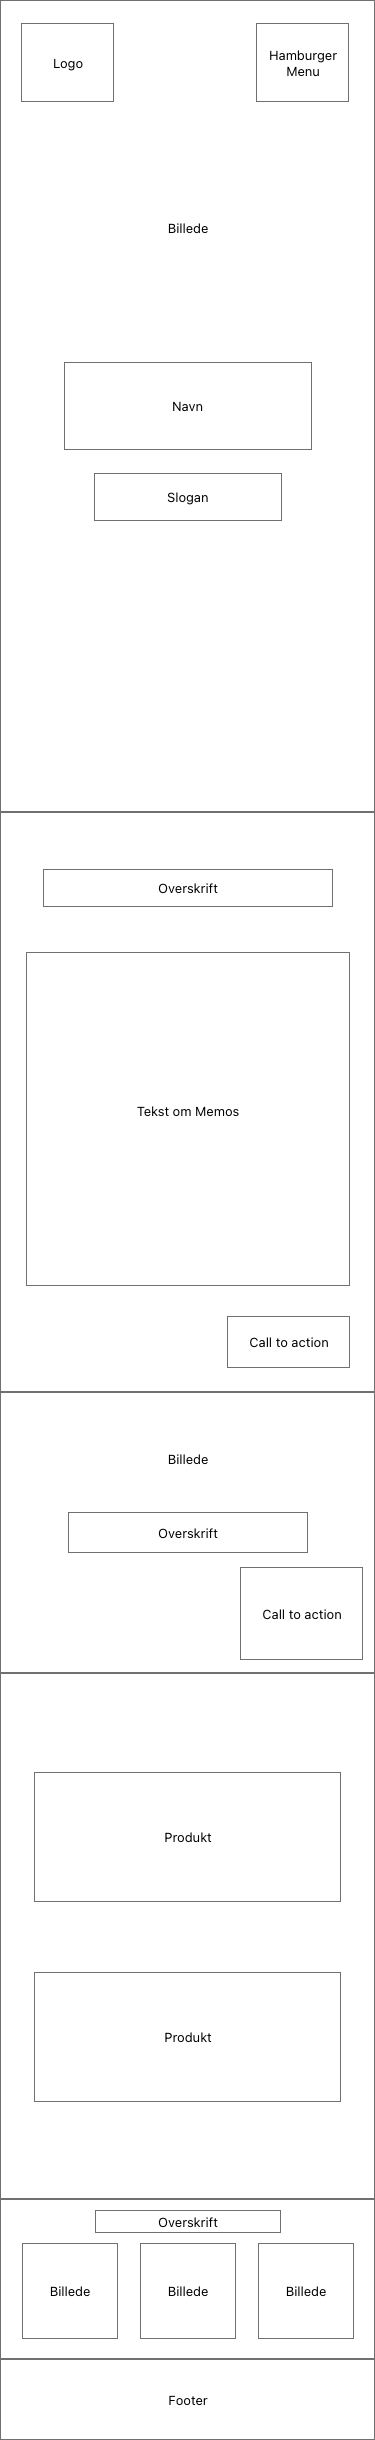 Logo
Hamburger
Menu
Billede
Navn
Slogan
Overskrift
Tekst om Memos
Call to action
Billede
Overskrift
Call to action
Produkt
Produkt
Overskrift
Billede
Billede
Billede
Footer